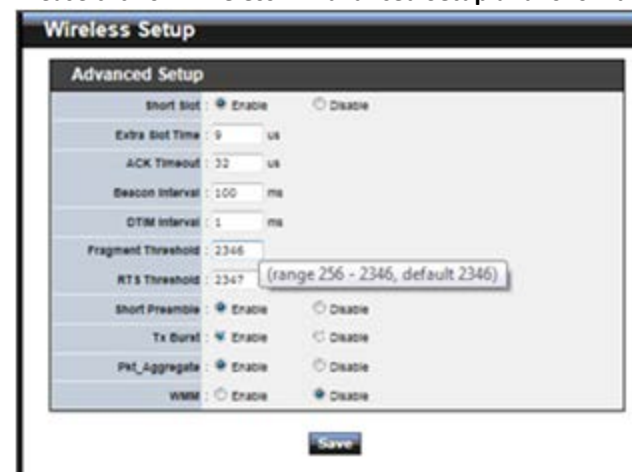 Wireless Setup
Advanced Setup
Short Slot : Enable Disable
Extra Slot Time : 9 us
ACK Timeout : 32 us
Beacon Interval : 100 ms
DTIM Interval : 1 ms
Fragment Threshold : 2346
(range 256 - 2346, default 2346)
RTS Threshold : 2347
Short Preamble : Enable Disable
Tx Burst : Enable Disable
Pkt_Aggregate : Enable Disable
WMM : Enable Disable
Save